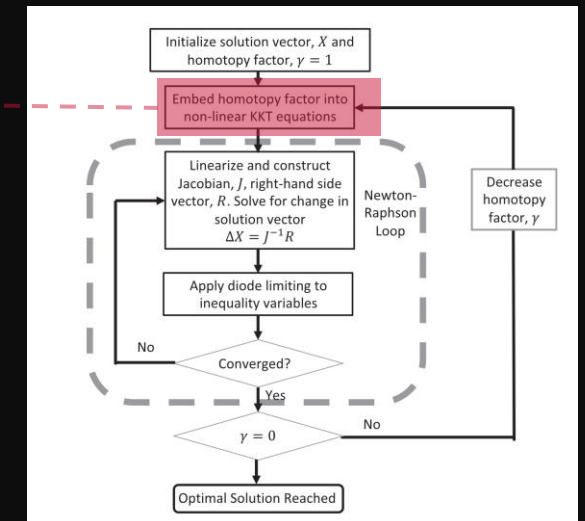 Initialize solution vector, X and
homotopy factor, γ = 1
Embed homotopy factor into
non-linear KKT equations
Linearize and construct
Jacobian, J, right-hand side
vector, R. Solve for change in
solution vector
ΔX = J⁻¹R
Newton-
Raphson
Loop
Decrease
homotopy
factor, γ
Apply diode limiting to
inequality variables
No
Converged?
Yes
No
γ = 0
Optimal Solution Reached